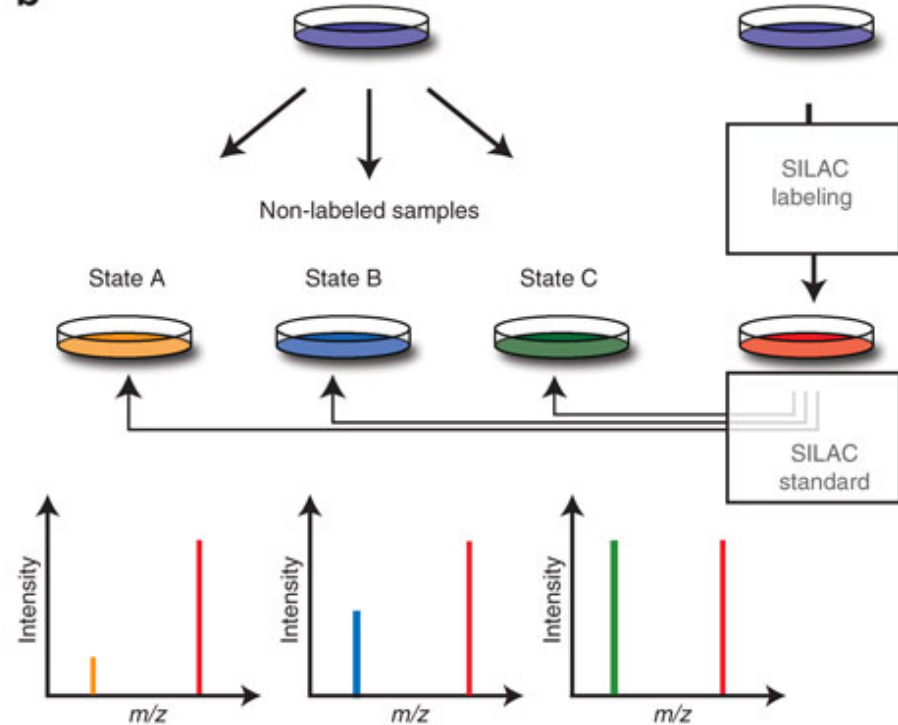 b
SILAC
labeling
Non-labeled samples
State A
State B
State C
SILAC
standard
Intensity
m/z
Intensity
m/z
Intensity
m/z